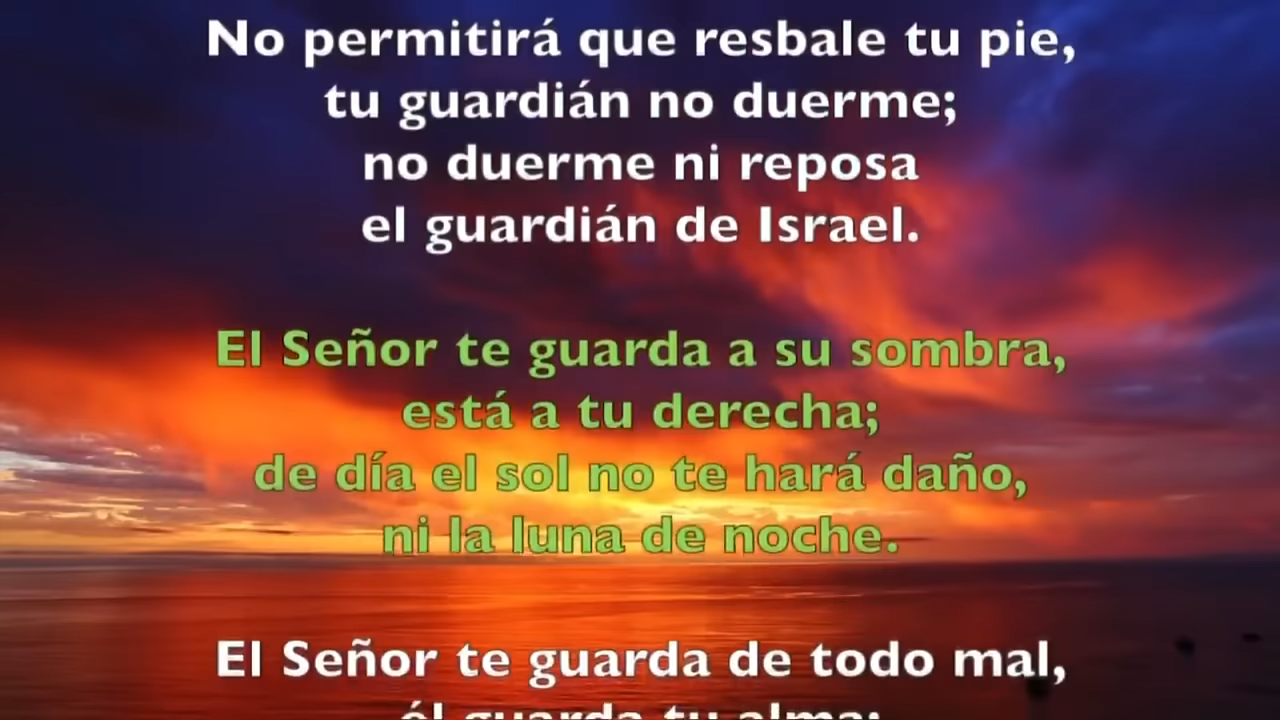 No permitirá que resbale tu pie,
tu guardián no duerme;
no duerme ni reposa
el guardián de Israel.
El Señor te guarda a su sombra,
está a tu derecha;
de día el sol no te hará daño,
ni la luna de noche.
El Señor te guarda de todo mal,
él guarda tu alma;